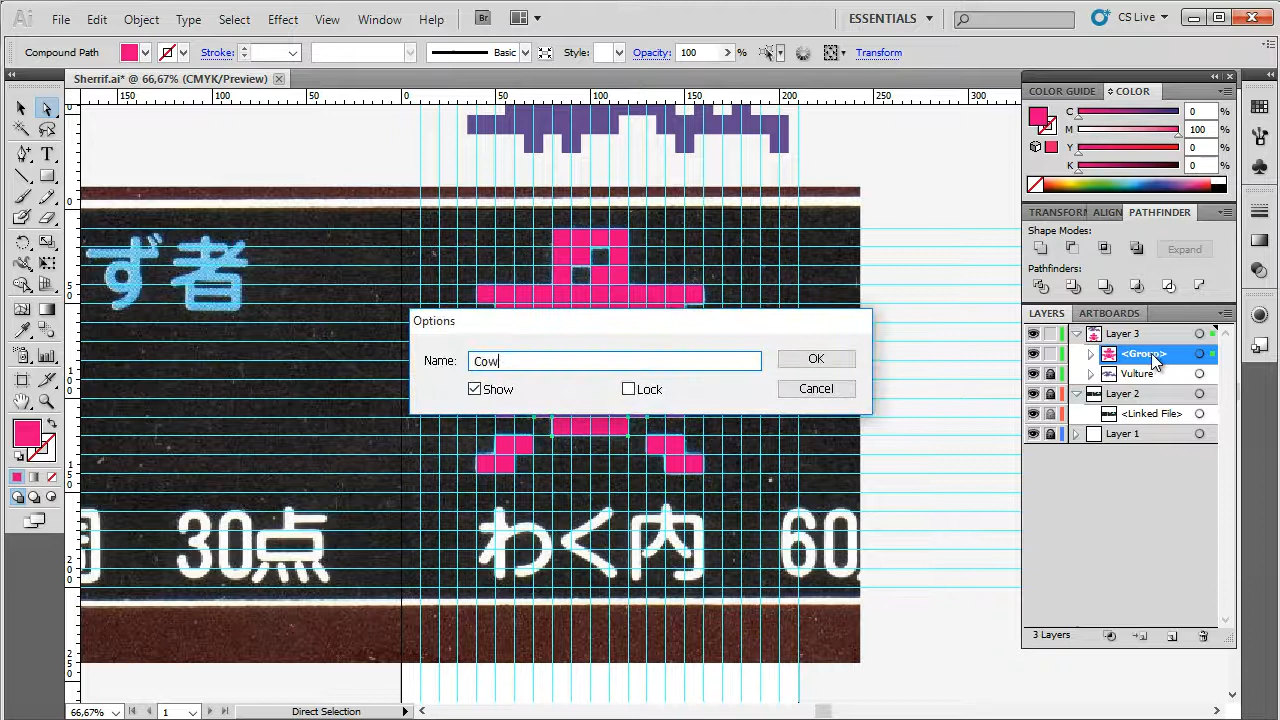 Ai File Edit Object Type Select Effect View Window Help Br ESSENTIALS CS Live
Compound Path Stroke: Basic Style: Opacity: 100 % Transform
Sherrif.ai* @ 66,67% (CMYK/Preview)
150 100 50 0 50 100 150 200 250 300
COLOR GUIDE COLOR
C 0 %
M 100 %
Y 0 %
K 0 %
TRANSFORM ALIGN PATHFINDER
Shape Modes:
Expand
Pathfinders:
LAYERS ARTBOARDS
Layer 3
<Group>
Vulture
Layer 2
<Linked File>
Layer 1
3 Layers
ず者
Options
Name: Cow OK
Show Lock Cancel
30点 わく内 60
66,67% 1 Direct Selection